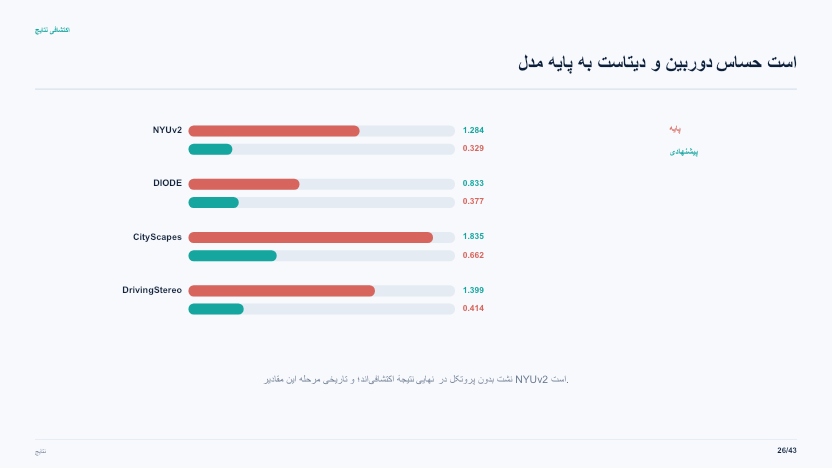 اکتشافی نتایج
است حساس دوربین و دیتاست به پایه مدل
NYUv2
1.284
0.329
DIODE
0.833
0.377
CityScapes
1.835
0.662
DrivingStereo
1.399
0.414
پایه
پیشنهادی
.است NYUv2 نشت بدون پروتکل در نهایی نتیجهٔ اکتشافی‌اند؛ و تاریخی مرحله این مقادیر
نتایج
26/43